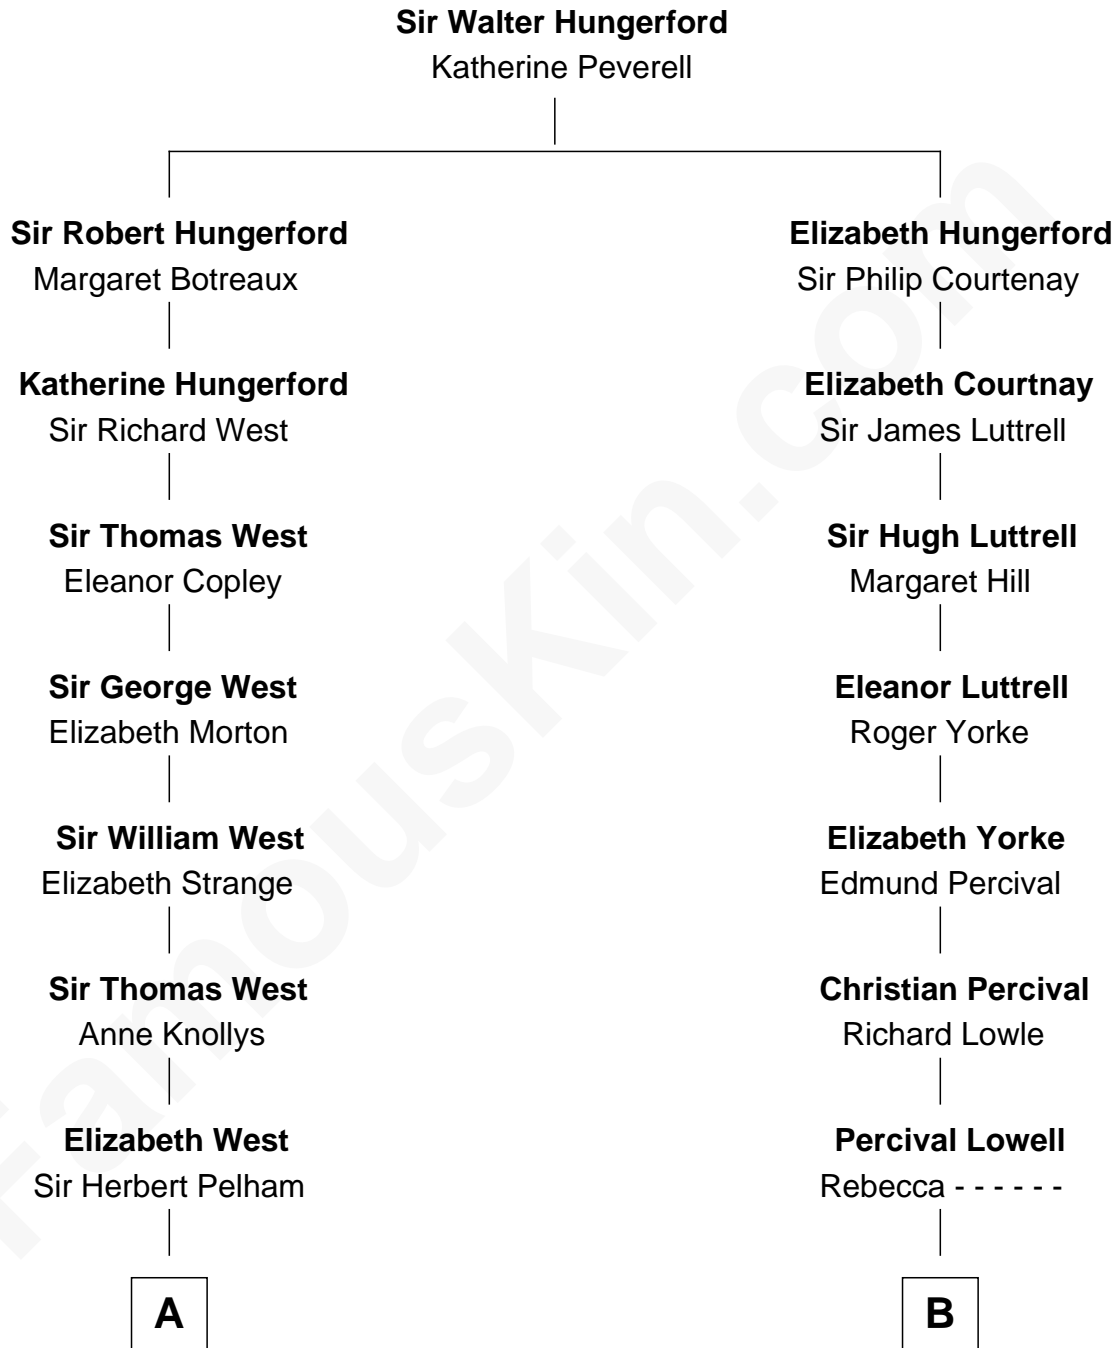 Sir Walter Hungerford
Katherine Peverell
Sir Robert Hungerford
Margaret Botreaux
Elizabeth Hungerford
Sir Philip Courtenay
Katherine Hungerford
Sir Richard West
Elizabeth Courtnay
Sir James Luttrell
Sir Thomas West
Eleanor Copley
Sir Hugh Luttrell
Margaret Hill
Sir George West
Elizabeth Morton
Eleanor Luttrell
Roger Yorke
Sir William West
Elizabeth Strange
Elizabeth Yorke
Edmund Percival
Sir Thomas West
Anne Knollys
Christian Percival
Richard Lowle
Elizabeth West
Sir Herbert Pelham
Percival Lowell
Rebecca - - - - - -
A
B
FamousKin.com